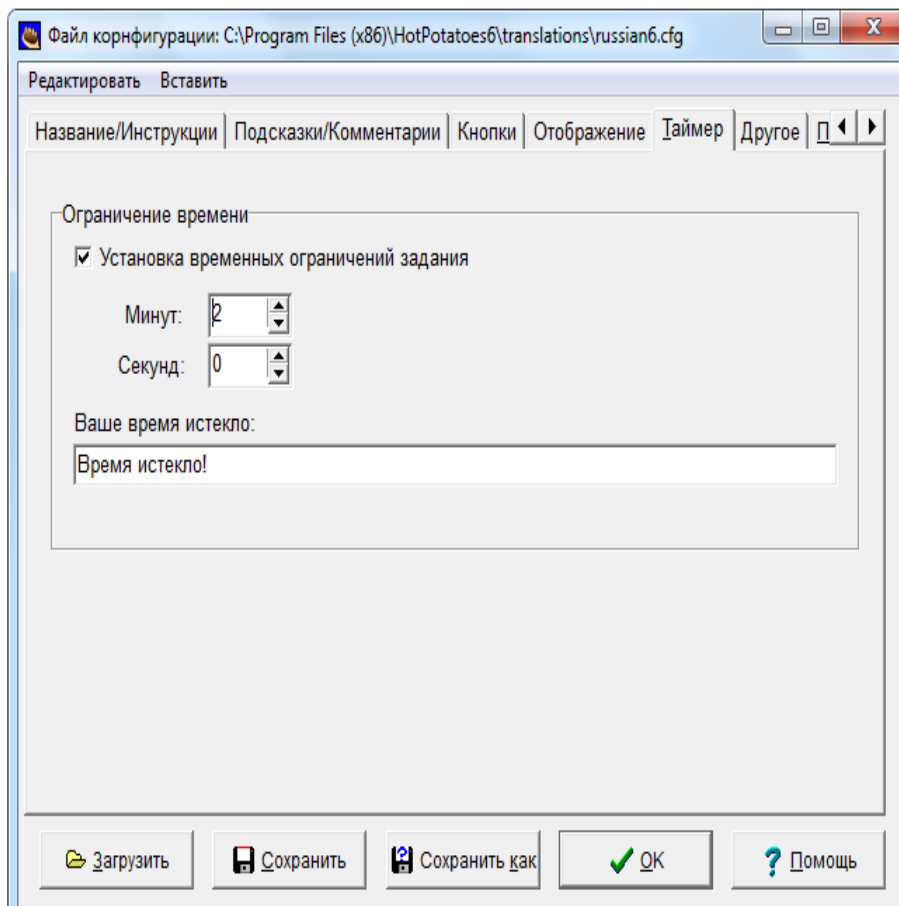 Файл корнфигурации: C:\Program Files (x86)\HotPotatoes6\translations\russian6.cfg
Редактировать Вставить
Название/Инструкции Подсказки/Комментарии Кнопки Отображение Таймер Другое П
Ограничение времени
Установка временных ограничений задания
Минут: 2
Секунд: 0
Ваше время истекло:
Время истекло!
Загрузить Сохранить Сохранить как OK Помощь